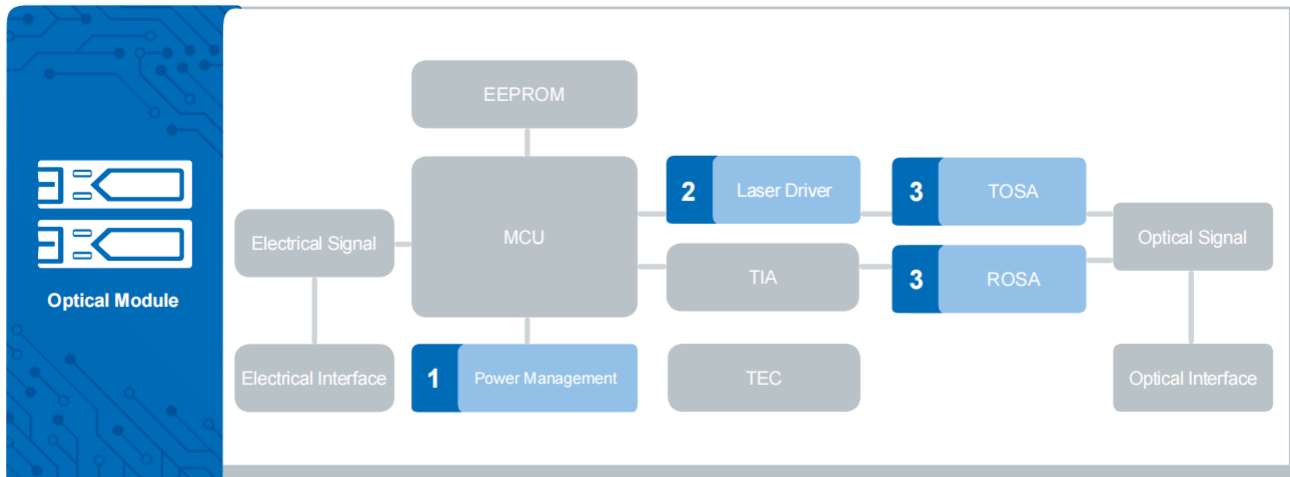 Optical Module
EEPROM
MCU
Electrical Signal
Electrical Interface
1 Power Management
2 Laser Driver
TIA
TEC
3 TOSA
3 ROSA
Optical Signal
Optical Interface